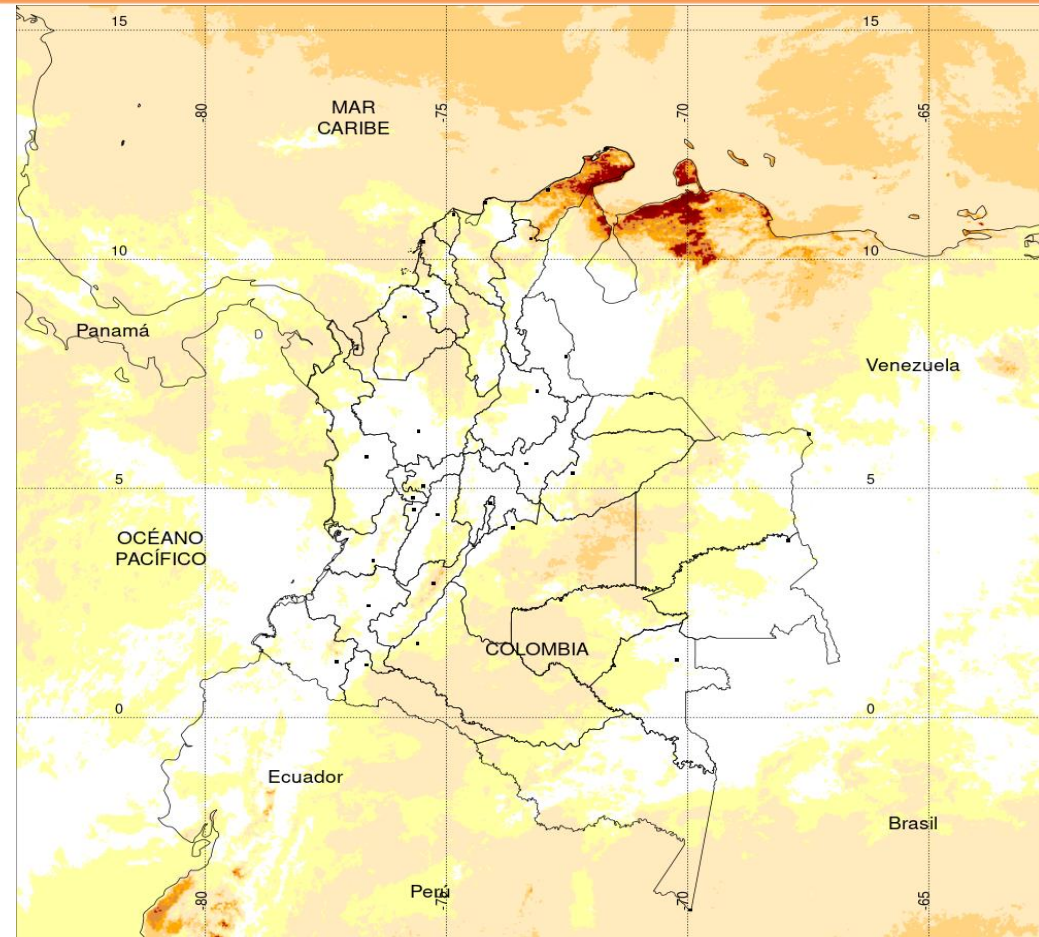 15
15
-80
-75
-70
-65
MAR
CARIBE
10
10
Panamá
Venezuela
5
5
OCÉANO
PACÍFICO
COLOMBIA
0
0
Ecuador
Brasil
Perú
-80
-75
-70
-65